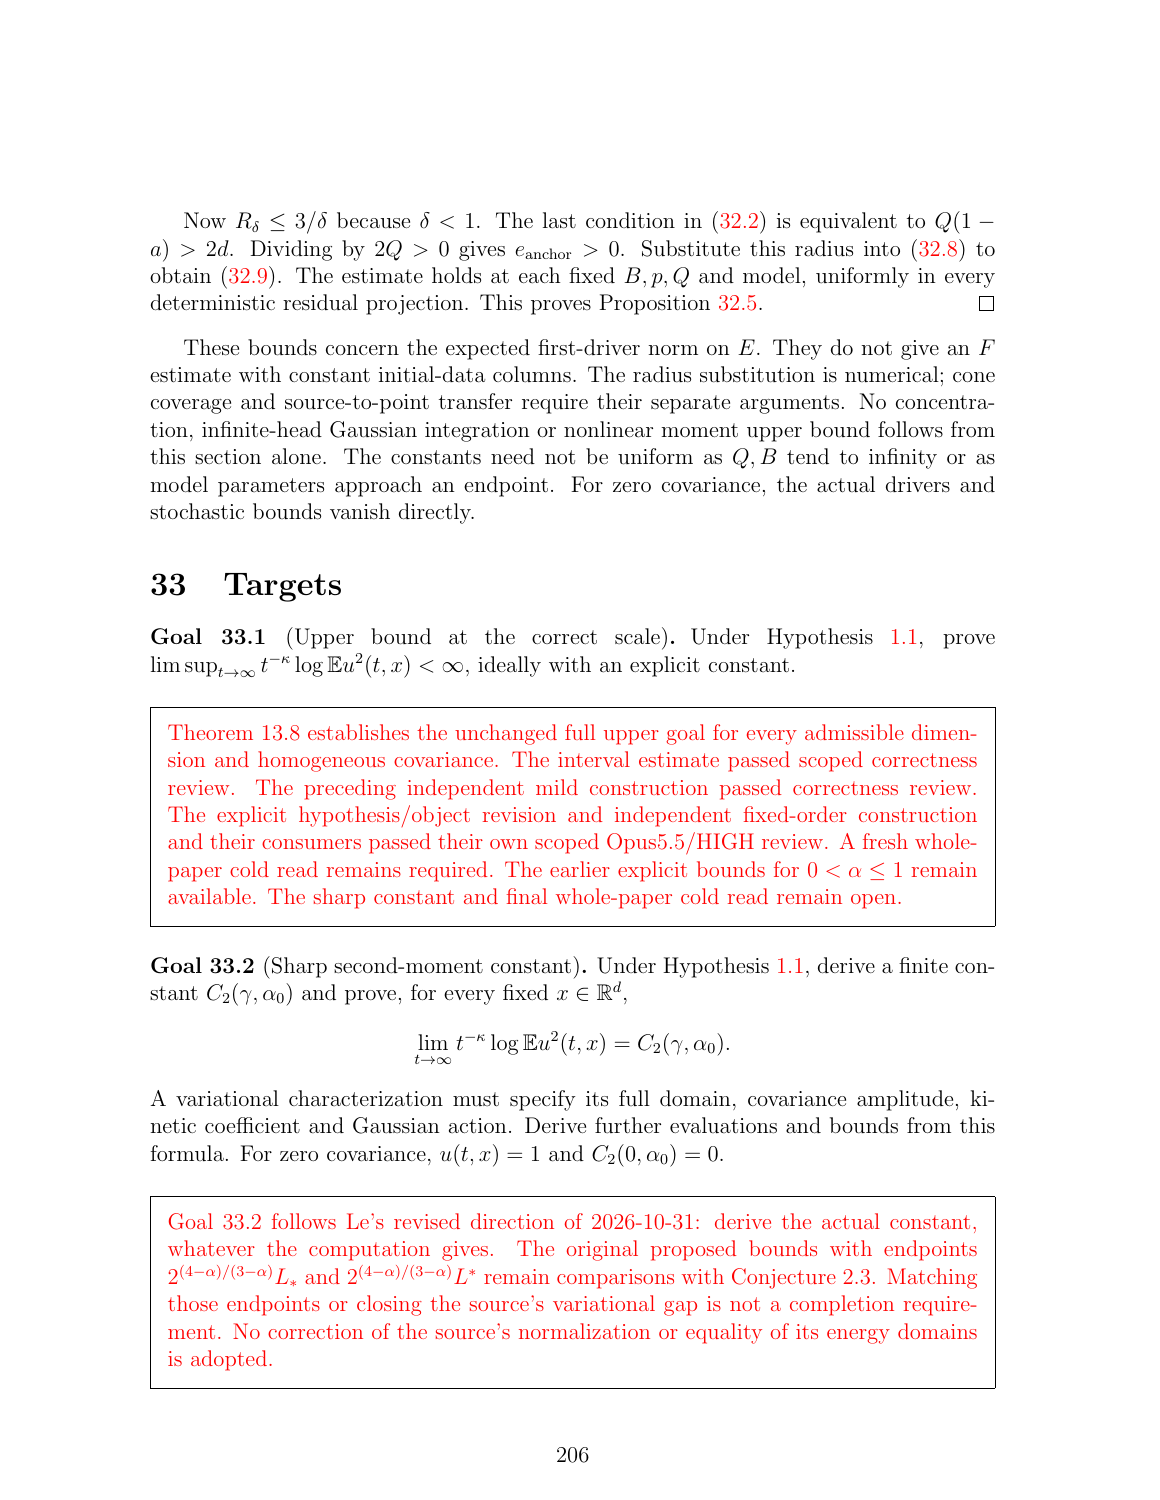 Now $R_\delta \leq 3/\delta$ because $\delta < 1$. The last condition in (32.2) is equivalent to $Q(1 -$
$a) > 2d$. Dividing by $2Q > 0$ gives $e_{\text{anchor}} > 0$. Substitute this radius into (32.8) to
obtain (32.9). The estimate holds at each fixed $B, p, Q$ and model, uniformly in every
deterministic residual projection. This proves Proposition 32.5. □
These bounds concern the expected first-driver norm on $E$. They do not give an $F$
estimate with constant initial-data columns. The radius substitution is numerical; cone
coverage and source-to-point transfer require their separate arguments. No concentra-
tion, infinite-head Gaussian integration or nonlinear moment upper bound follows from
this section alone. The constants need not be uniform as $Q, B$ tend to infinity or as
model parameters approach an endpoint. For zero covariance, the actual drivers and
stochastic bounds vanish directly.
33 Targets
Goal 33.1 (Upper bound at the correct scale). Under Hypothesis 1.1, prove
$\limsup_{t\to\infty} t^{-\kappa} \log \mathbb{E}u^2(t, x) < \infty$, ideally with an explicit constant.
Theorem 13.8 establishes the unchanged full upper goal for every admissible dimen-
sion and homogeneous covariance. The interval estimate passed scoped correctness
review. The preceding independent mild construction passed correctness review.
The explicit hypothesis/object revision and independent fixed-order construction
and their consumers passed their own scoped Opus5.5/HIGH review. A fresh whole-
paper cold read remains required. The earlier explicit bounds for $0 < \alpha \leq 1$ remain
available. The sharp constant and final whole-paper cold read remain open.
Goal 33.2 (Sharp second-moment constant). Under Hypothesis 1.1, derive a finite con-
stant $C_2(\gamma, \alpha_0)$ and prove, for every fixed $x \in \mathbb{R}^d$,
$\lim_{t\to\infty} t^{-\kappa} \log \mathbb{E}u^2(t, x) = C_2(\gamma, \alpha_0).$
A variational characterization must specify its full domain, covariance amplitude, ki-
netic coefficient and Gaussian action. Derive further evaluations and bounds from this
formula. For zero covariance, $u(t, x) = 1$ and $C_2(0, \alpha_0) = 0$.
Goal 33.2 follows Le's revised direction of 2026-10-31: derive the actual constant,
whatever the computation gives. The original proposed bounds with endpoints
$2^{(4-\alpha)/(3-\alpha)}L_*$ and $2^{(4-\alpha)/(3-\alpha)}L^*$ remain comparisons with Conjecture 2.3. Matching
those endpoints or closing the source's variational gap is not a completion require-
ment. No correction of the source's normalization or equality of its energy domains
is adopted.
206